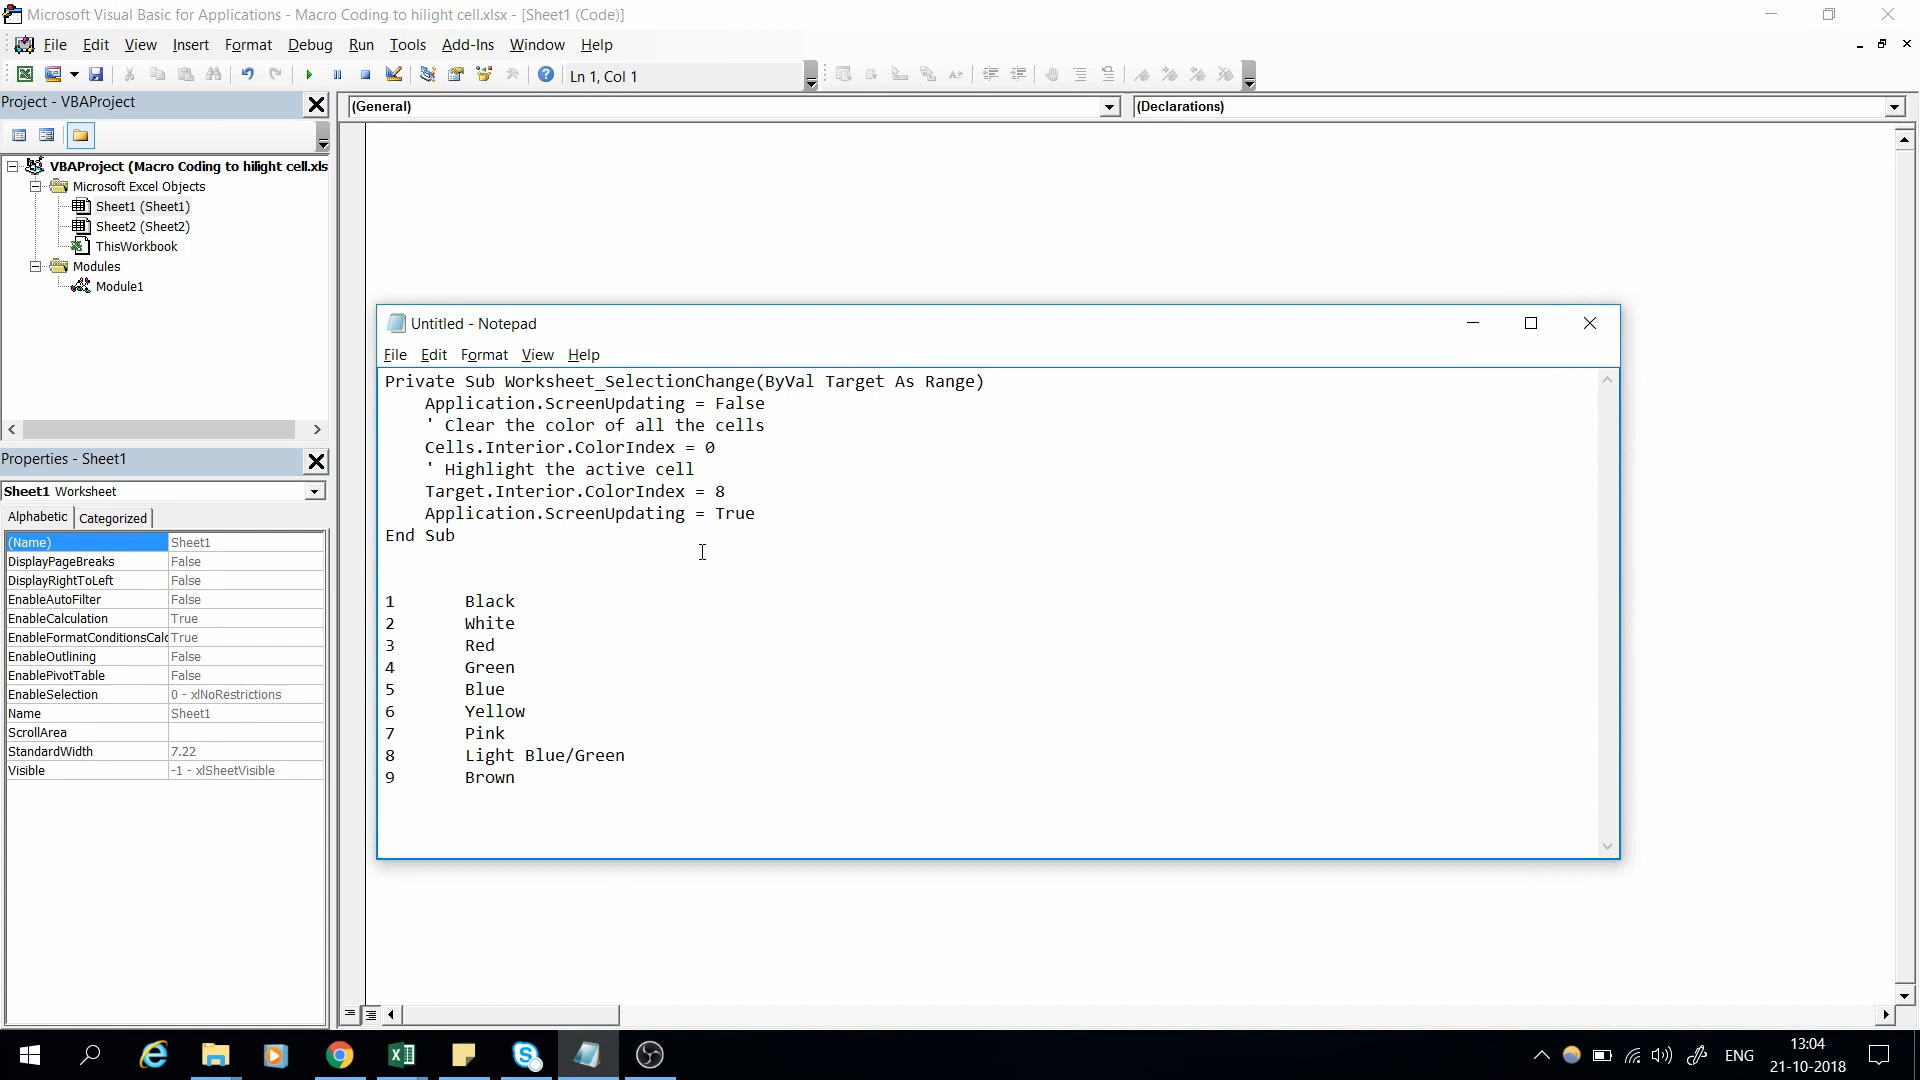 Microsoft Visual Basic for Applications - Macro Coding to hilight cell.xlsx - [Sheet1 (Code)]
File Edit View Insert Format Debug Run Tools Add-Ins Window Help
Ln 1, Col 1
Project - VBAProject
(General)
(Declarations)
VBAProject (Macro Coding to hilight cell.xls
Microsoft Excel Objects
Sheet1 (Sheet1)
Sheet2 (Sheet2)
ThisWorkbook
Modules
Module1
Properties - Sheet1
Sheet1 Worksheet
Alphabetic Categorized
(Name) Sheet1
DisplayPageBreaks False
DisplayRightToLeft False
EnableAutoFilter False
EnableCalculation True
EnableFormatConditionsCalc True
EnableOutlining False
EnablePivotTable False
EnableSelection 0 - xlNoRestrictions
Name Sheet1
ScrollArea
StandardWidth 7.22
Visible -1 - xlSheetVisible
Untitled - Notepad
File Edit Format View Help
Private Sub Worksheet_SelectionChange(ByVal Target As Range)
Application.ScreenUpdating = False
' Clear the color of all the cells
Cells.Interior.ColorIndex = 0
' Highlight the active cell
Target.Interior.ColorIndex = 8
Application.ScreenUpdating = True
End Sub
1 Black
2 White
3 Red
4 Green
5 Blue
6 Yellow
7 Pink
8 Light Blue/Green
9 Brown
ENG
13:04
21-10-2018